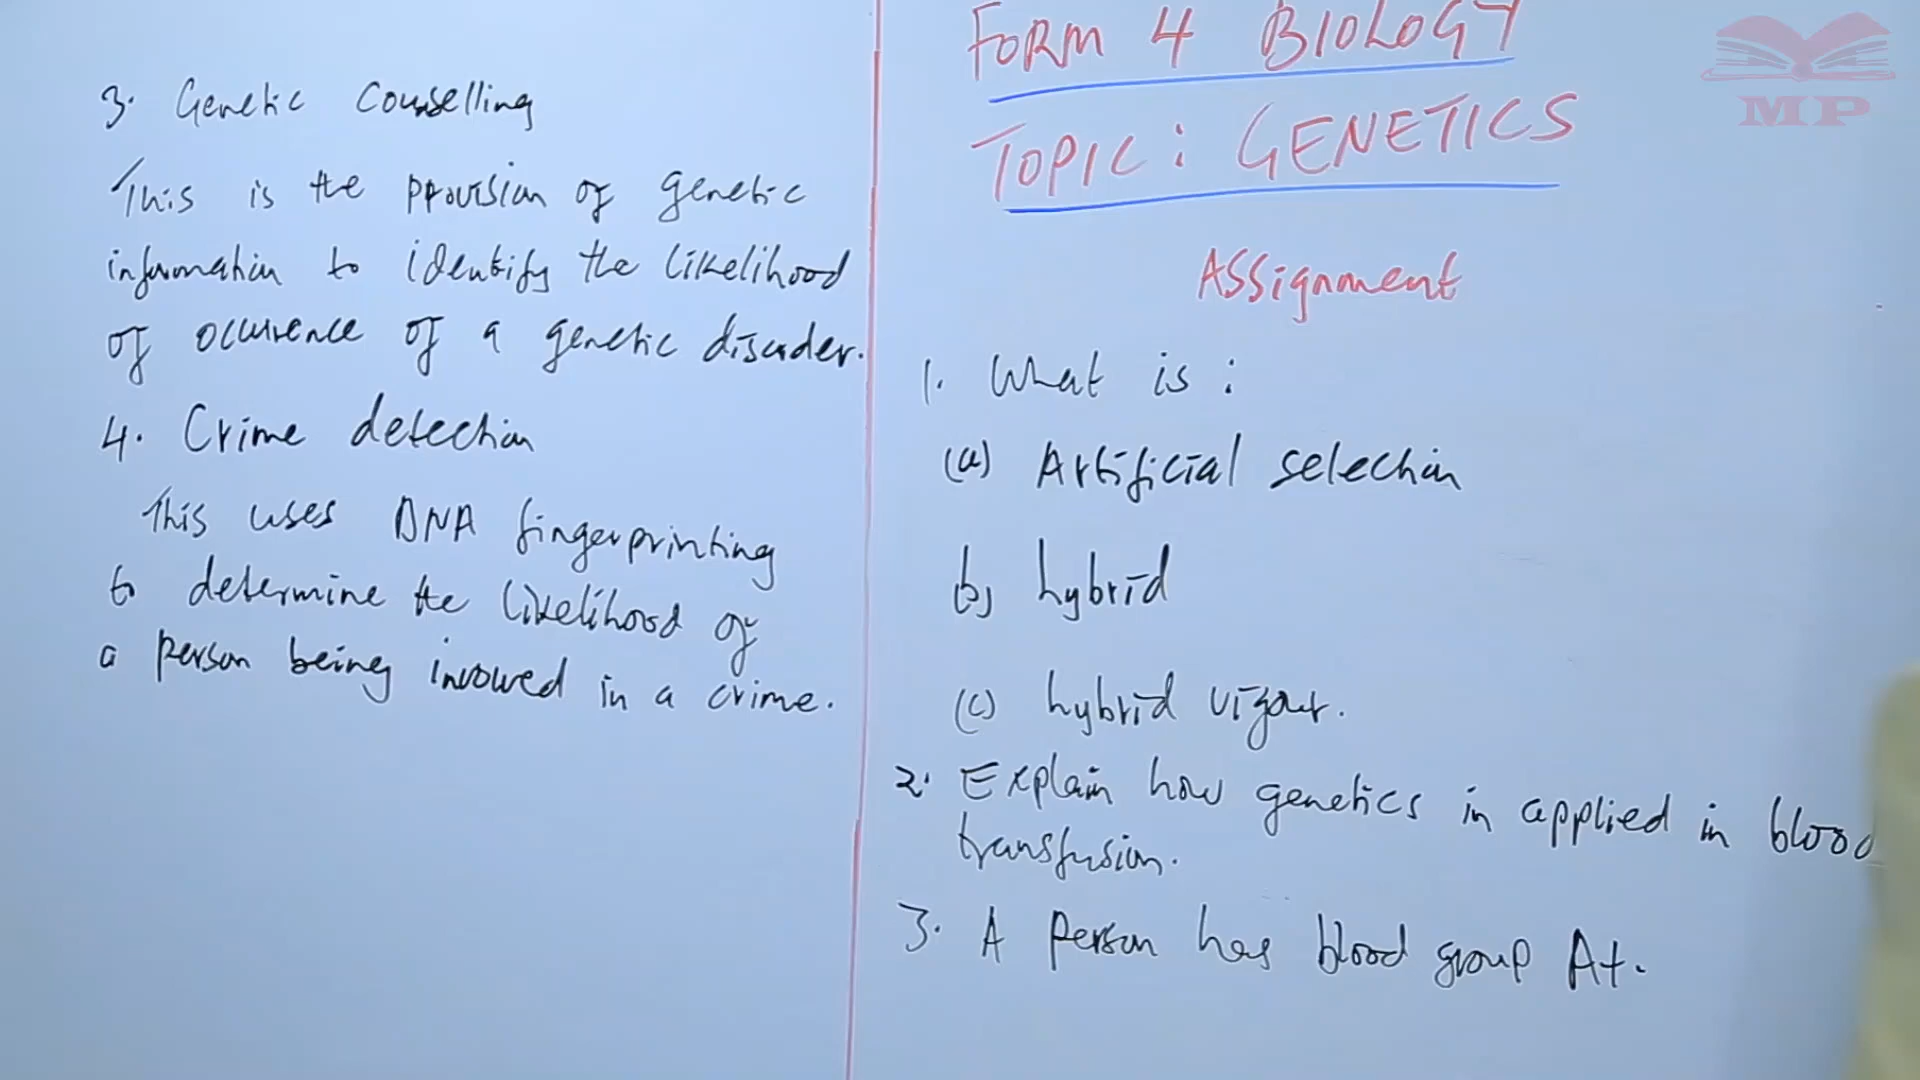 3. Genetic Counselling
This is the provision of genetic
information to identify the likelihood
of occurence of a genetic disorder.
4. Crime detection
This uses DNA fingerprinting
to determine the likelihood of
a person being invowed in a crime.
FORM 4 BIOLOGY
TOPIC: GENETICS
Assignment
1. What is :
(a) Artificial selection
b) hybrid
(c) hybrid vigour.
2. Explain how genetics in applied in blood
transfusion.
3. A person has blood group A+.
MP